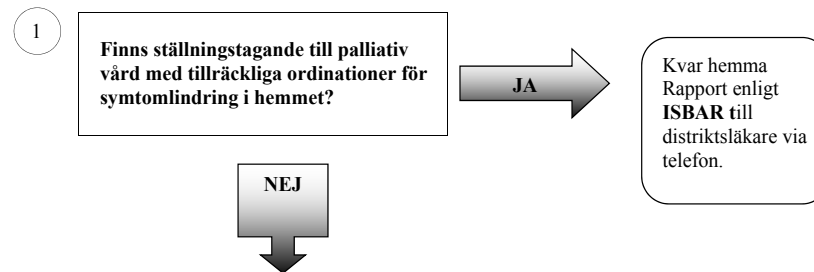 1
Finns ställningstagande till palliativ
vård med tillräckliga ordinationer för
symtomlindring i hemmet?
JA
Kvar hemma
Rapport enligt
ISBAR till
distriktsläkare via
telefon.
NEJ